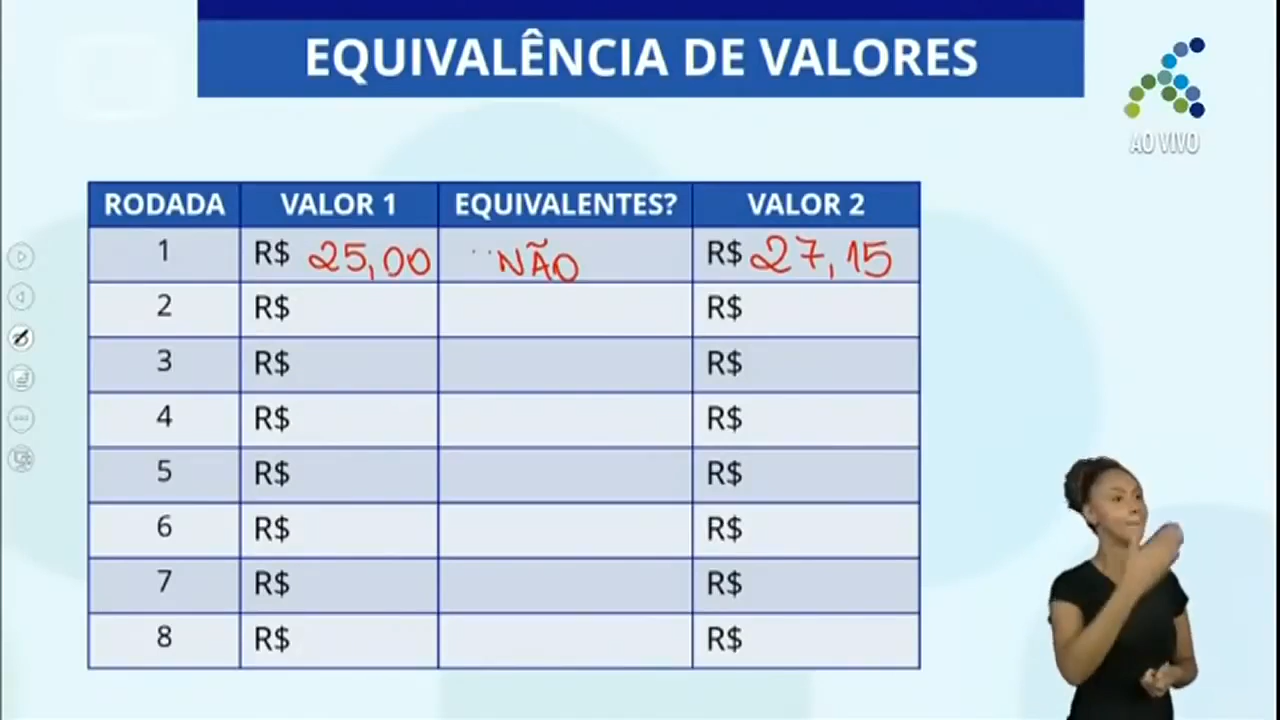 EQUIVALÊNCIA DE VALORES
AO VIVO
RODADA VALOR 1 EQUIVALENTES? VALOR 2
1 R$ 25,00 NÃO R$ 27,15
2 R$ R$
3 R$ R$
4 R$ R$
5 R$ R$
6 R$ R$
7 R$ R$
8 R$ R$